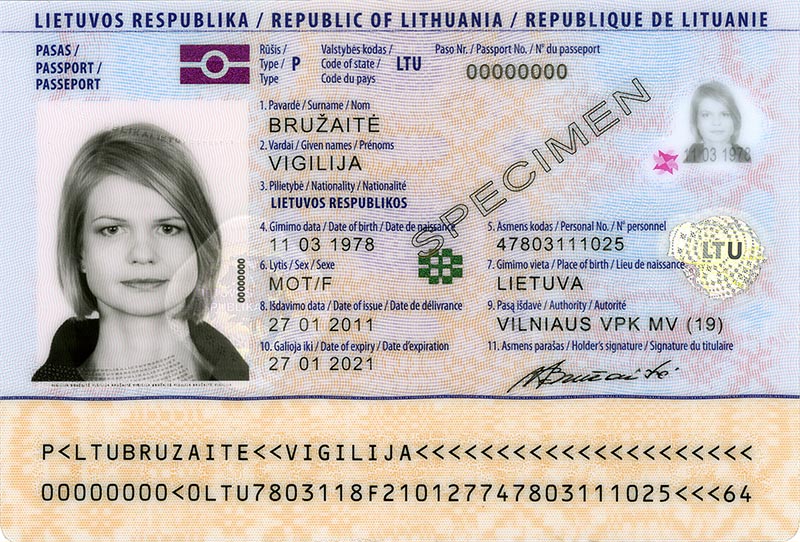 LIETUVOS RESPUBLIKA / REPUBLIC OF LITHUANIA / REPUBLIQUE DE LITUANIE
PASAS /
PASSPORT /
PASSEPORT
Rūšis /
Type / P
Type
Valstybės kodas /
Code of state / LTU
Code du pays
Paso Nr. / Passport No. / N° du passeport
00000000
1. Pavardė / Surname / Nom
BRUŽAITĖ
2. Vardai / Given names / Prénoms
VIGILIJA
3. Pilietybė / Nationality / Nationalité
LIETUVOS RESPUBLIKOS
SPECIMEN
11 03 1978
4. Gimimo data / Date of birth / Date de naissance
11 03 1978
5. Asmens kodas / Personal No. / N° personnel
47803111025
6. Lytis / Sex / Sexe
MOT/F
7. Gimimo vieta / Place of birth / Lieu de naissance
LIETUVA
LTU
00000000
8. Išdavimo data / Date of issue / Date de délivrance
27 01 2011
9. Pasą išdavė / Authority / Autorité
VILNIAUS VPK MV (19)
10. Galioja iki / Date of expiry / Date d'expiration
27 01 2021
11. Asmens parašas / Holder's signature / Signature du titulaire
P<LTUBRUZAITE<<VIGILIJA<<<<<<<<<<<<<<<<<<<<<
00000000<0LTU7803118F210127747803111025<<<64